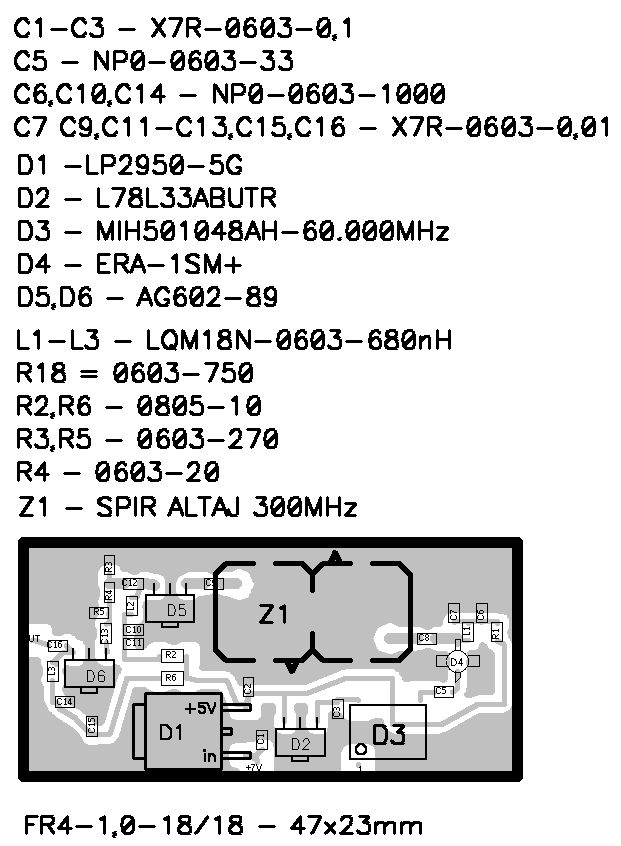 C1-C3 - X7R-0603-0,1
C5 - NP0-0603-33
C6,C10,C14 - NP0-0603-1000
C7 C9,C11-C13,C15,C16 - X7R-0603-0,01
D1 -LP2950-5G
D2 - L78L33ABUTR
D3 - MIH501048AH-60.000MHz
D4 - ERA-1SM+
D5,D6 - AG602-89
L1-L3 - LQM18N-0603-680nH
R18 = 0603-750
R2,R6 - 0805-10
R3,R5 - 0603-270
R4 - 0603-20
Z1 - SPIR ALTAJ 300MHz
R3
C12
R4
L2
D5
Z1
R5
C10
C11
C13
C7
C6
L1
R1
C8
UT
C16
R2
D4
L3
D6
R6
C2
C5
C14
C15
+5V
D1
in
C3
C1
D2
D3
+7V
1
FR4-1,0-18/18 - 47x23mm